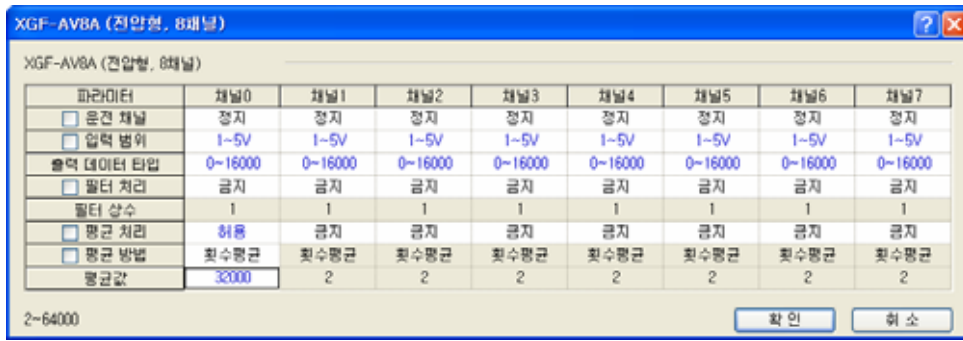 XGF-AV8A (전압형, 8채널)
XGF-AV8A (전압형, 8채널)
파라미터 채널0 채널1 채널2 채널3 채널4 채널5 채널6 채널7
운전 채널 정지 정지 정지 정지 정지 정지 정지 정지
입력 범위 1~5V 1~5V 1~5V 1~5V 1~5V 1~5V 1~5V 1~5V
출력 데이터 타입 0~16000 0~16000 0~16000 0~16000 0~16000 0~16000 0~16000 0~16000
필터 처리 금지 금지 금지 금지 금지 금지 금지 금지
필터 상수 1 1 1 1 1 1 1 1
평균 처리 허용 금지 금지 금지 금지 금지 금지 금지
평균 방법 횟수평균 횟수평균 횟수평균 횟수평균 횟수평균 횟수평균 횟수평균 횟수평균
평균값 32000 2 2 2 2 2 2 2
2~64000 확 인 취 소